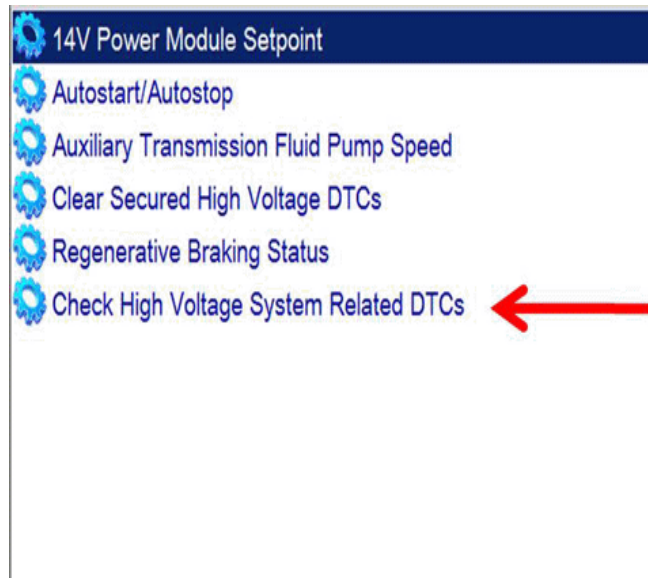 14V Power Module Setpoint
Autostart/Autostop
Auxiliary Transmission Fluid Pump Speed
Clear Secured High Voltage DTCs
Regenerative Braking Status
Check High Voltage System Related DTCs